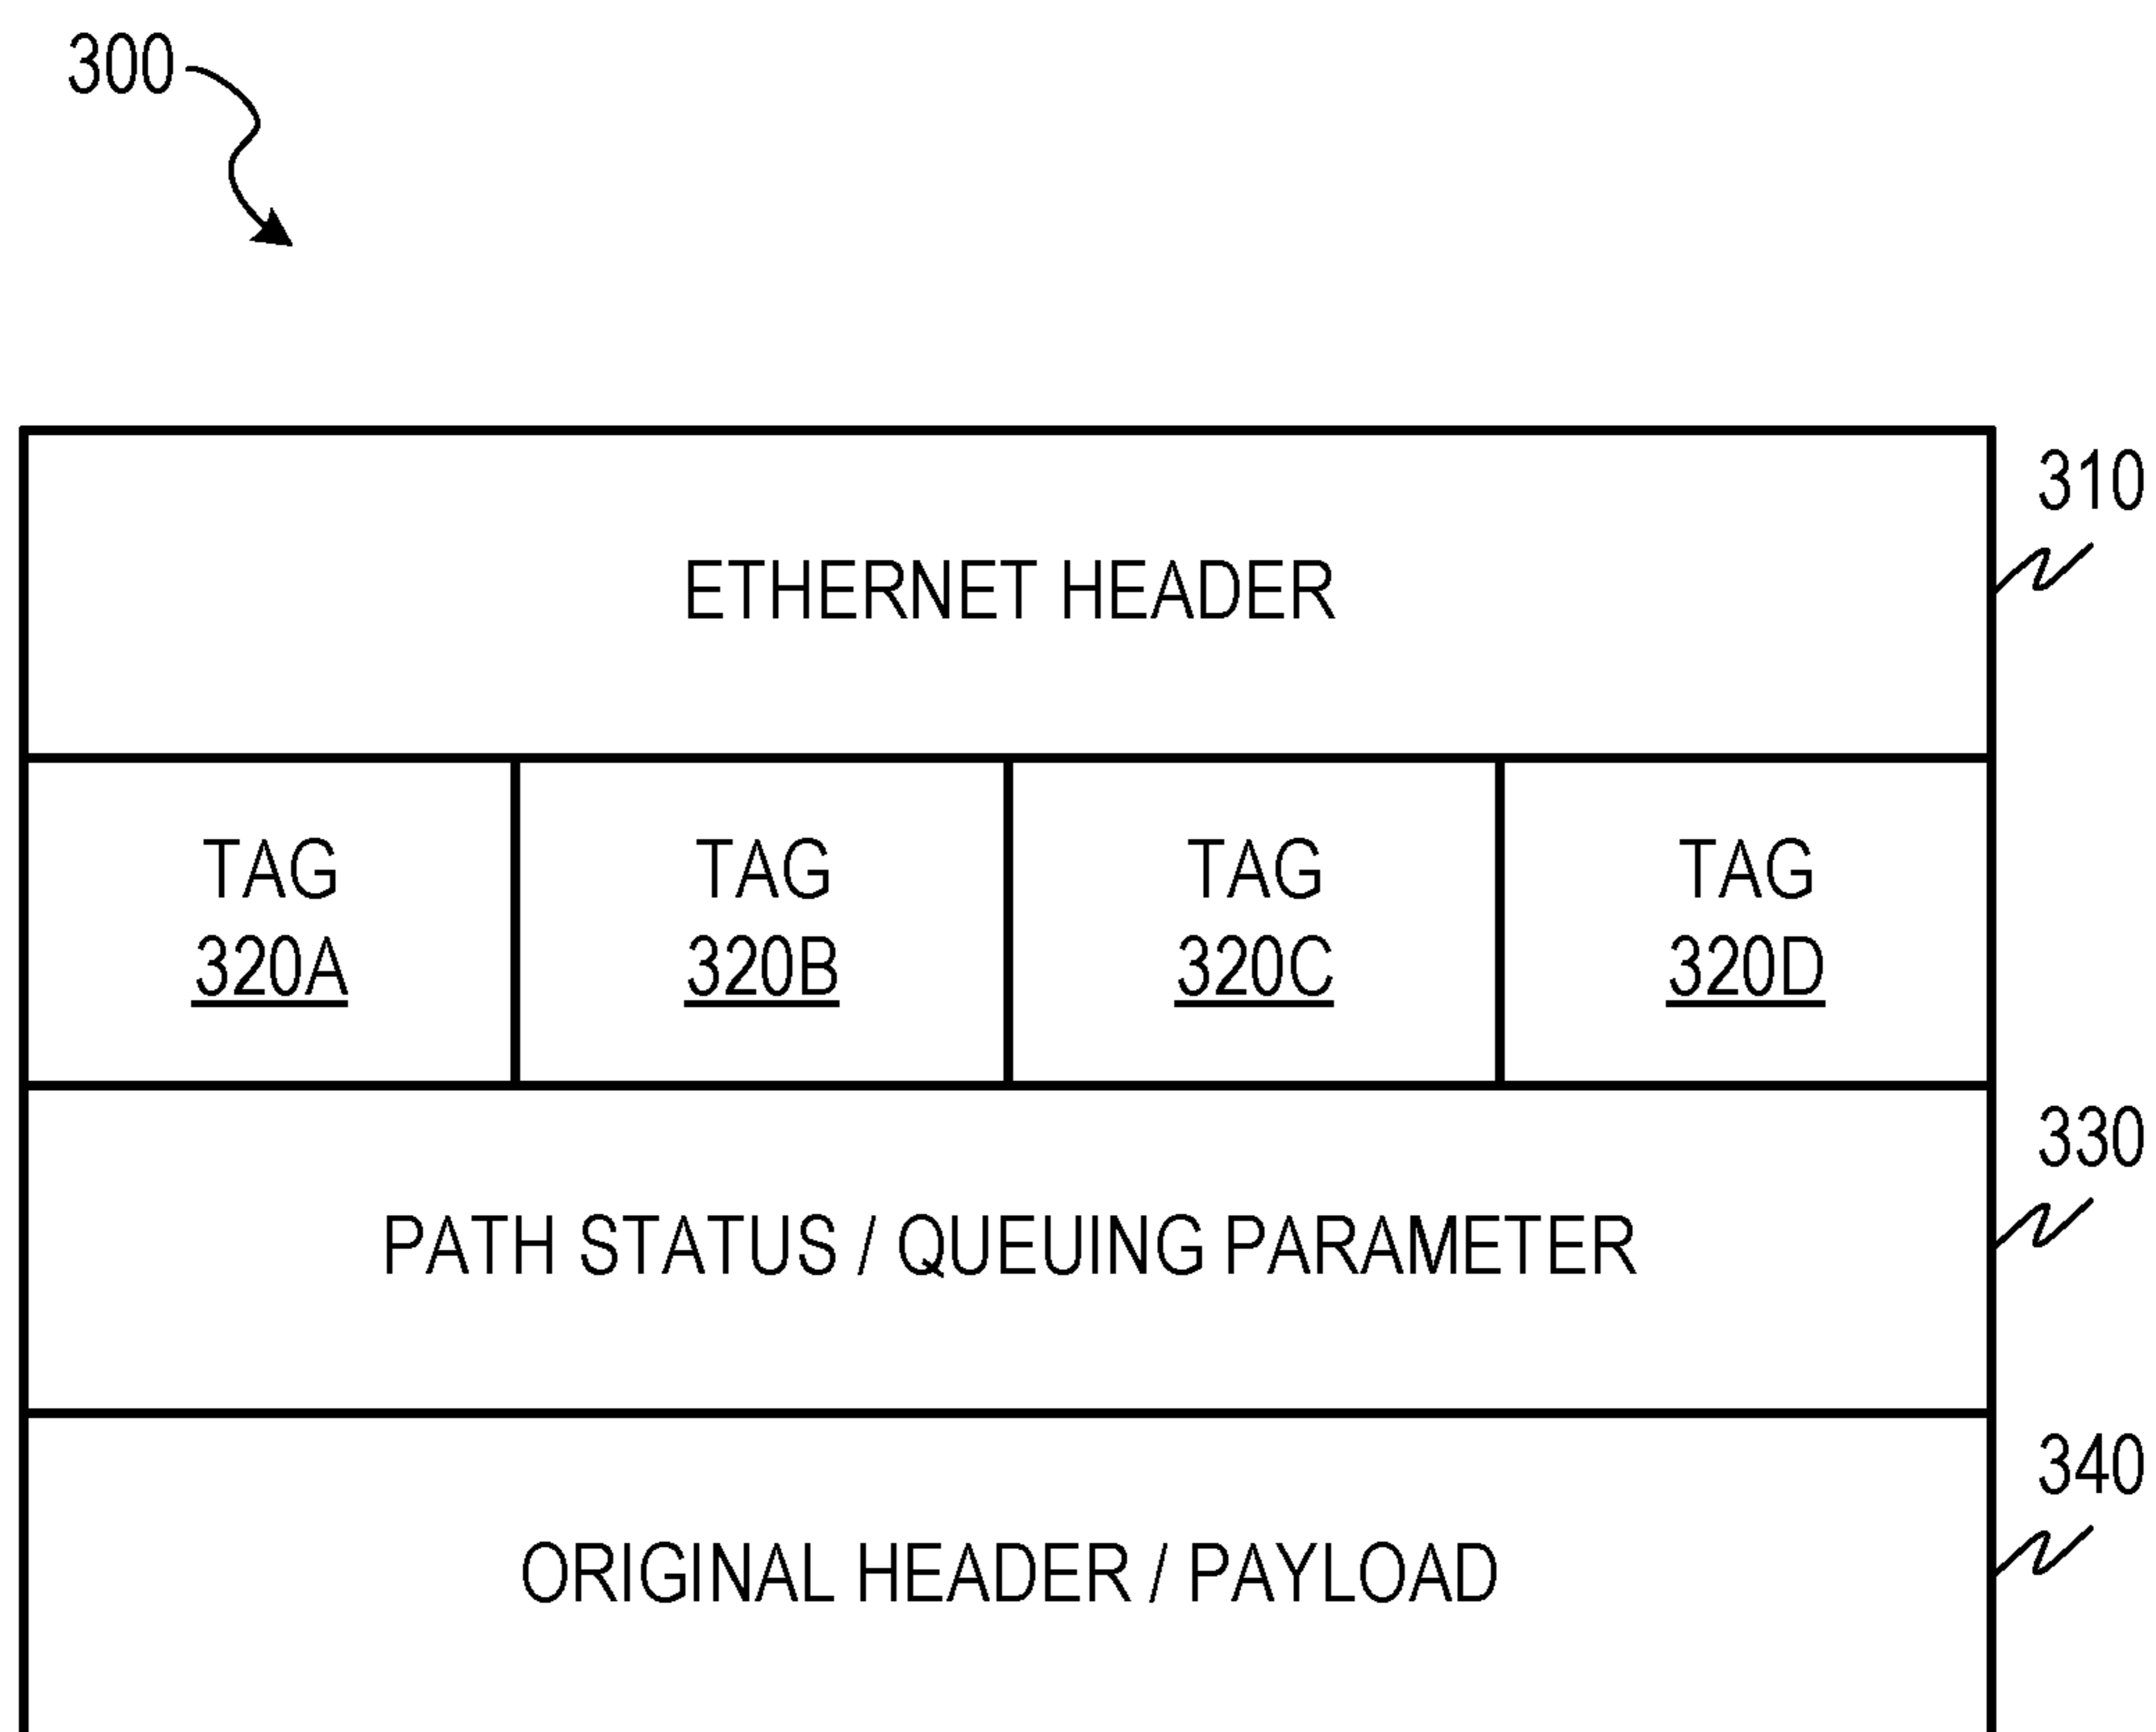 300
310
ETHERNET HEADER
TAG TAG TAG TAG
320A 320B 320C 320D
330
PATH STATUS / QUEUING PARAMETER
340
ORIGINAL HEADER / PAYLOAD